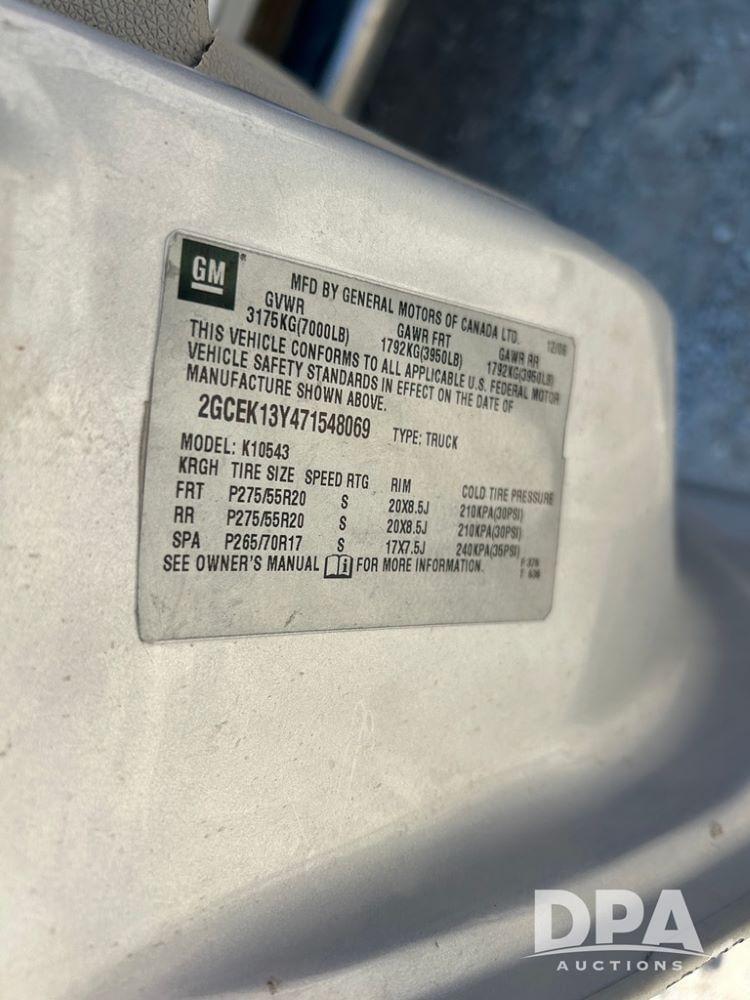 GM
MFD BY GENERAL MOTORS OF CANADA LTD.
GVWR GAWR FRT GAWR RR 12/06
3175KG(7000LB) 1792KG(3950LB) 1792KG(3950LB)
THIS VEHICLE CONFORMS TO ALL APPLICABLE U.S. FEDERAL MOTOR
VEHICLE SAFETY STANDARDS IN EFFECT ON THE DATE OF
MANUFACTURE SHOWN ABOVE.
2GCEK13Y471548069 TYPE: TRUCK
MODEL: K10543
KRGH TIRE SIZE SPEED RTG RIM COLD TIRE PRESSURE
FRT P275/55R20 S 20X8.5J 210KPA(30PSI)
RR P275/55R20 S 20X8.5J 210KPA(30PSI)
SPA P265/70R17 S 17X7.5J 240KPA(35PSI)
SEE OWNER'S MANUAL FOR MORE INFORMATION.
DPA
AUCTIONS